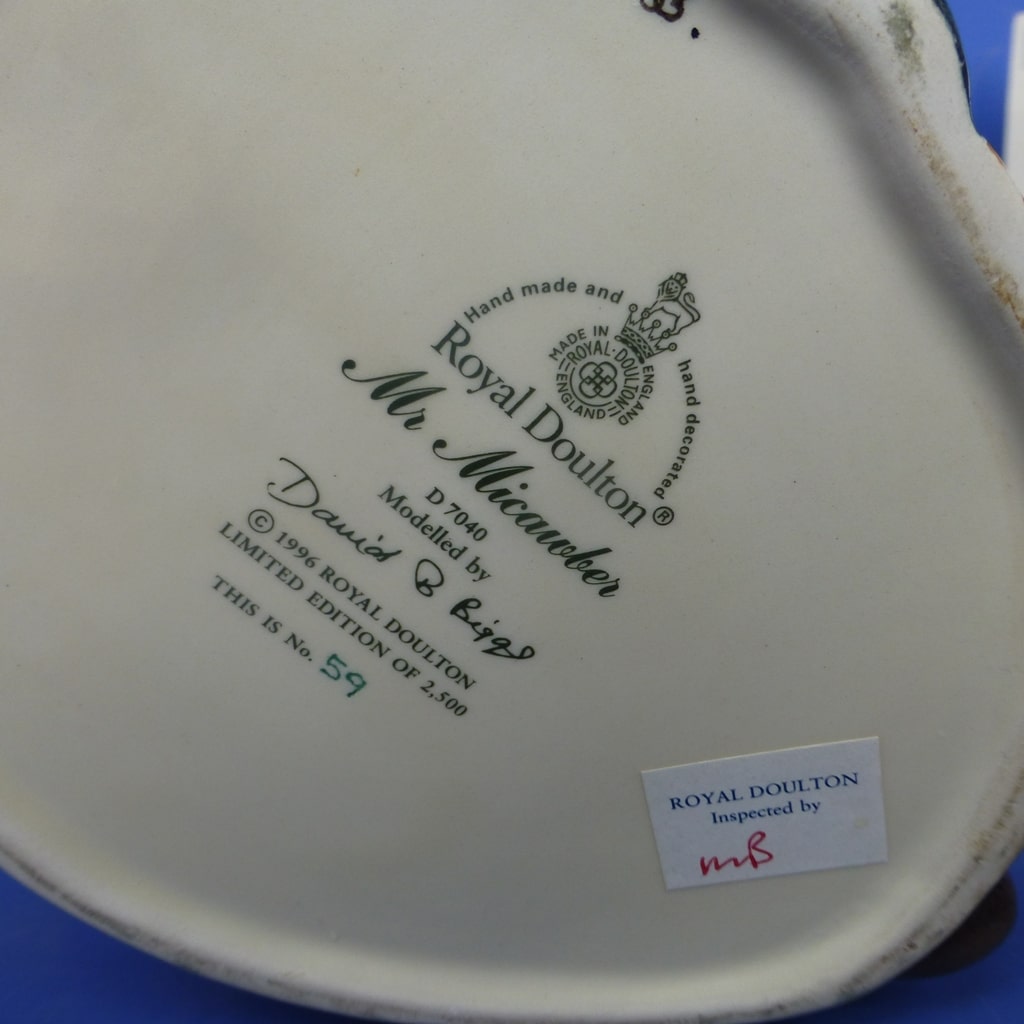 B.
Hand made and
hand decorated
MADE IN ENGLAND
ROYAL·DOULTON
ENGLAND
Royal Doulton®
Mr Micawber
D 7040
Modelled by
David B Biggs
© 1996 ROYAL DOULTON
LIMITED EDITION OF 2,500
THIS IS No. 59
ROYAL DOULTON
Inspected by
mB